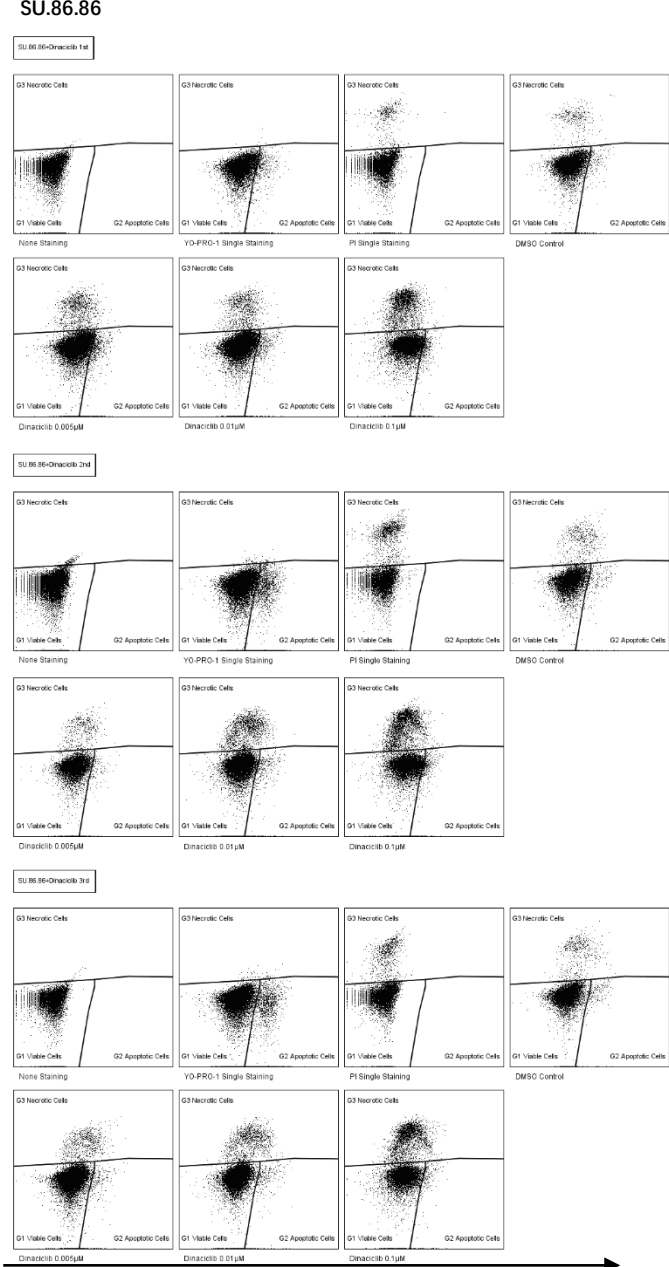 SU.86.86
SU.86.86+Dinaciclib 1st
G3 Necrotic Cells
G1 Viable Cells G2 Apoptotic Cells
None Staining
G3 Necrotic Cells
G1 Viable Cells G2 Apoptotic Cells
YO-PRO-1 Single Staining
G3 Necrotic Cells
G1 Viable Cells G2 Apoptotic Cells
PI Single Staining
G3 Necrotic Cells
G1 Viable Cells G2 Apoptotic Cells
DMSO Control
G3 Necrotic Cells
G1 Viable Cells G2 Apoptotic Cells
Dinaciclib 0.005μM
G3 Necrotic Cells
G1 Viable Cells G2 Apoptotic Cells
Dinaciclib 0.01μM
G3 Necrotic Cells
G1 Viable Cells G2 Apoptotic Cells
Dinaciclib 0.1μM
SU.86.86+Dinaciclib 2nd
G3 Necrotic Cells
G1 Viable Cells G2 Apoptotic Cells
None Staining
G3 Necrotic Cells
G1 Viable Cells G2 Apoptotic Cells
YO-PRO-1 Single Staining
G3 Necrotic Cells
G1 Viable Cells G2 Apoptotic Cells
PI Single Staining
G3 Necrotic Cells
G1 Viable Cells G2 Apoptotic Cells
DMSO Control
G3 Necrotic Cells
G1 Viable Cells G2 Apoptotic Cells
Dinaciclib 0.005μM
G3 Necrotic Cells
G1 Viable Cells G2 Apoptotic Cells
Dinaciclib 0.01μM
G3 Necrotic Cells
G1 Viable Cells G2 Apoptotic Cells
Dinaciclib 0.1μM
SU.86.86+Dinaciclib 3rd
G3 Necrotic Cells
G1 Viable Cells G2 Apoptotic Cells
None Staining
G3 Necrotic Cells
G1 Viable Cells G2 Apoptotic Cells
YO-PRO-1 Single Staining
G3 Necrotic Cells
G1 Viable Cells G2 Apoptotic Cells
PI Single Staining
G3 Necrotic Cells
G1 Viable Cells G2 Apoptotic Cells
DMSO Control
G3 Necrotic Cells
G1 Viable Cells G2 Apoptotic Cells
Dinaciclib 0.005μM
G3 Necrotic Cells
G1 Viable Cells G2 Apoptotic Cells
Dinaciclib 0.01μM
G3 Necrotic Cells
G1 Viable Cells G2 Apoptotic Cells
Dinaciclib 0.1μM